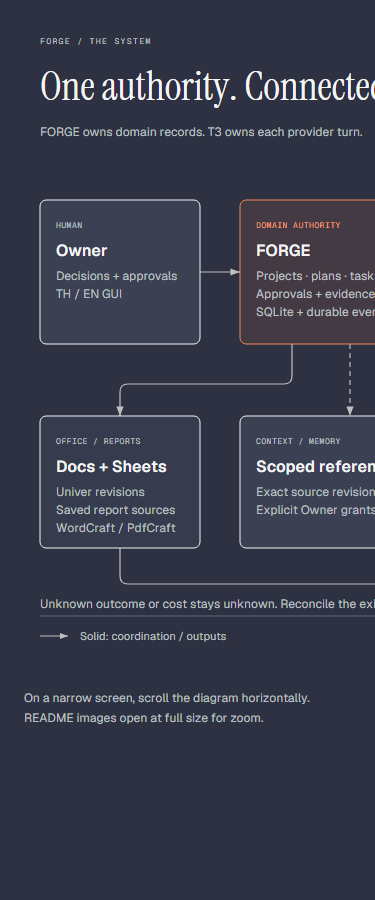 FORGE / THE SYSTEM
One authority. Connected
FORGE owns domain records. T3 owns each provider turn.
HUMAN
Owner
Decisions + approvals
TH / EN GUI
DOMAIN AUTHORITY
FORGE
Projects · plans · task
Approvals + evidence
SQLite + durable even
OFFICE / REPORTS
Docs + Sheets
Univer revisions
Saved report sources
WordCraft / PdfCraft
CONTEXT / MEMORY
Scoped referen
Exact source revision
Explicit Owner grants
Unknown outcome or cost stays unknown. Reconcile the exi
Solid: coordination / outputs
On a narrow screen, scroll the diagram horizontally.
README images open at full size for zoom.